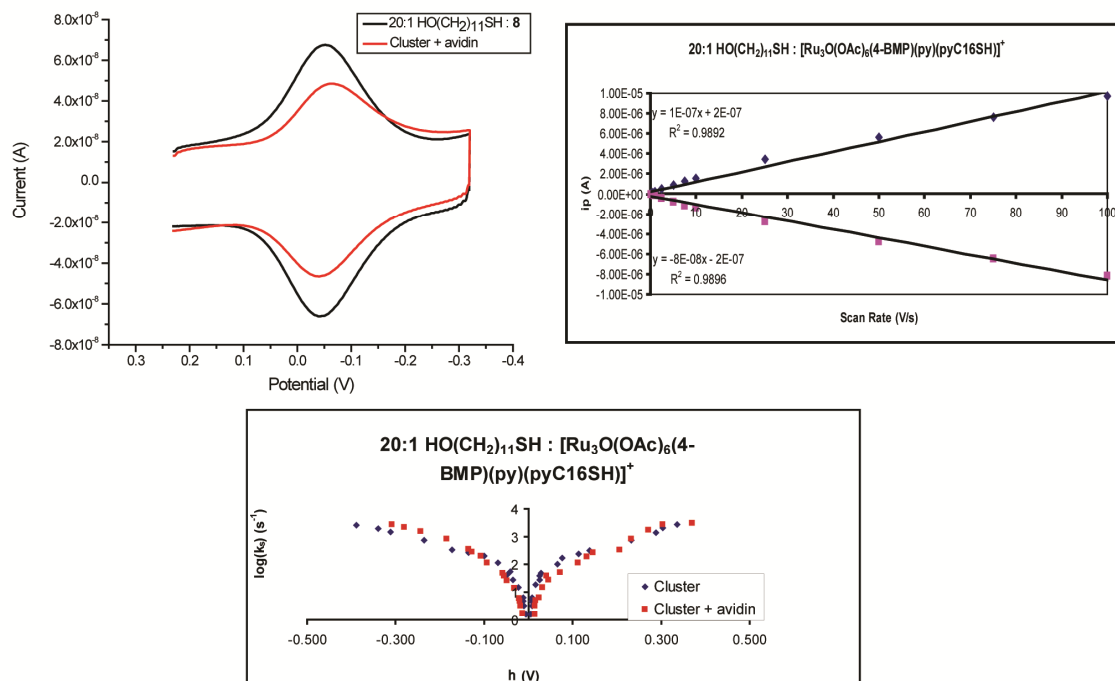 8.0x10⁻⁸
6.0x10⁻⁸
4.0x10⁻⁸
2.0x10⁻⁸
0.0
-2.0x10⁻⁸
-4.0x10⁻⁸
-6.0x10⁻⁸
-8.0x10⁻⁸
Current (A)
20:1 HO(CH₂)₁₁SH : 8
Cluster + avidin
0.3 0.2 0.1 0.0 -0.1 -0.2 -0.3 -0.4
Potential (V)
20:1 HO(CH₂)₁₁SH : [Ru₃O(OAc)₆(4-BMP)(py)(pyC16SH)]⁺
1.00E-05
8.00E-06
6.00E-06
4.00E-06
2.00E-06
0.00E+00
-2.00E-06
-4.00E-06
-6.00E-06
-8.00E-06
-1.00E-05
ip (A)
y = 1E-07x + 2E-07
R² = 0.9892
0 10 20 30 40 50 60 70 80 90 100
y = -8E-08x - 2E-07
R² = 0.9896
Scan Rate (V/s)
20:1 HO(CH₂)₁₁SH : [Ru₃O(OAc)₆(4-
BMP)(py)(pyC16SH)]⁺
log(kₛ) (s⁻¹)
4
3
2
1
0
Cluster
Cluster + avidin
-0.500 -0.300 -0.100 0.100 0.300 0.500
h (V)